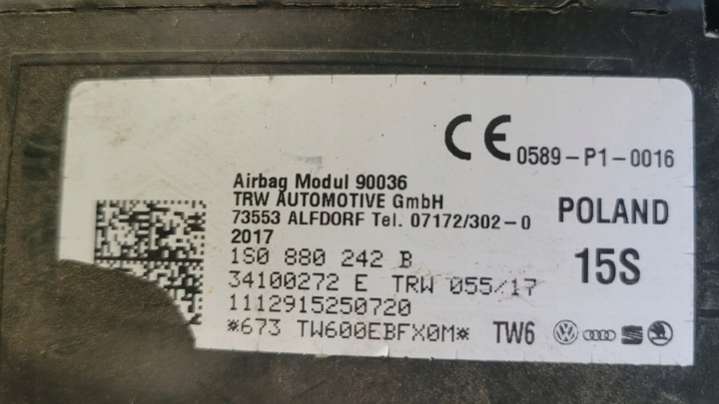 CE 0589-P1-0016
Airbag Modul 90036
TRW AUTOMOTIVE GmbH
73553 ALFDORF Tel. 07172/302-0
2017
POLAND
1S0 880 242 B
15S
34100272 E TRW 055/17
1112915250720
*673 TW600EBFX0M* TW6